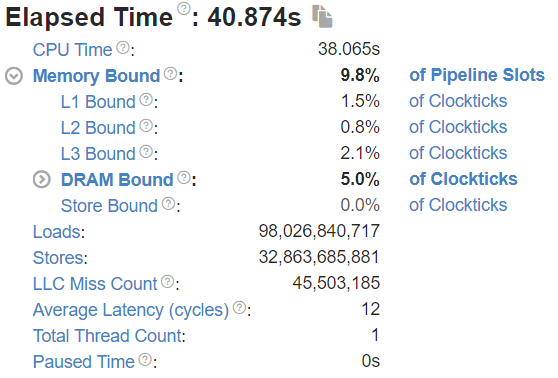 Elapsed Time ?: 40.874s
CPU Time ?: 38.065s
Memory Bound ?: 9.8% of Pipeline Slots
L1 Bound ?: 1.5% of Clockticks
L2 Bound ?: 0.8% of Clockticks
L3 Bound ?: 2.1% of Clockticks
DRAM Bound ?: 5.0% of Clockticks
Store Bound ?: 0.0% of Clockticks
Loads: 98,026,840,717
Stores: 32,863,685,881
LLC Miss Count ?: 45,503,185
Average Latency (cycles) ?: 12
Total Thread Count: 1
Paused Time ?: 0s